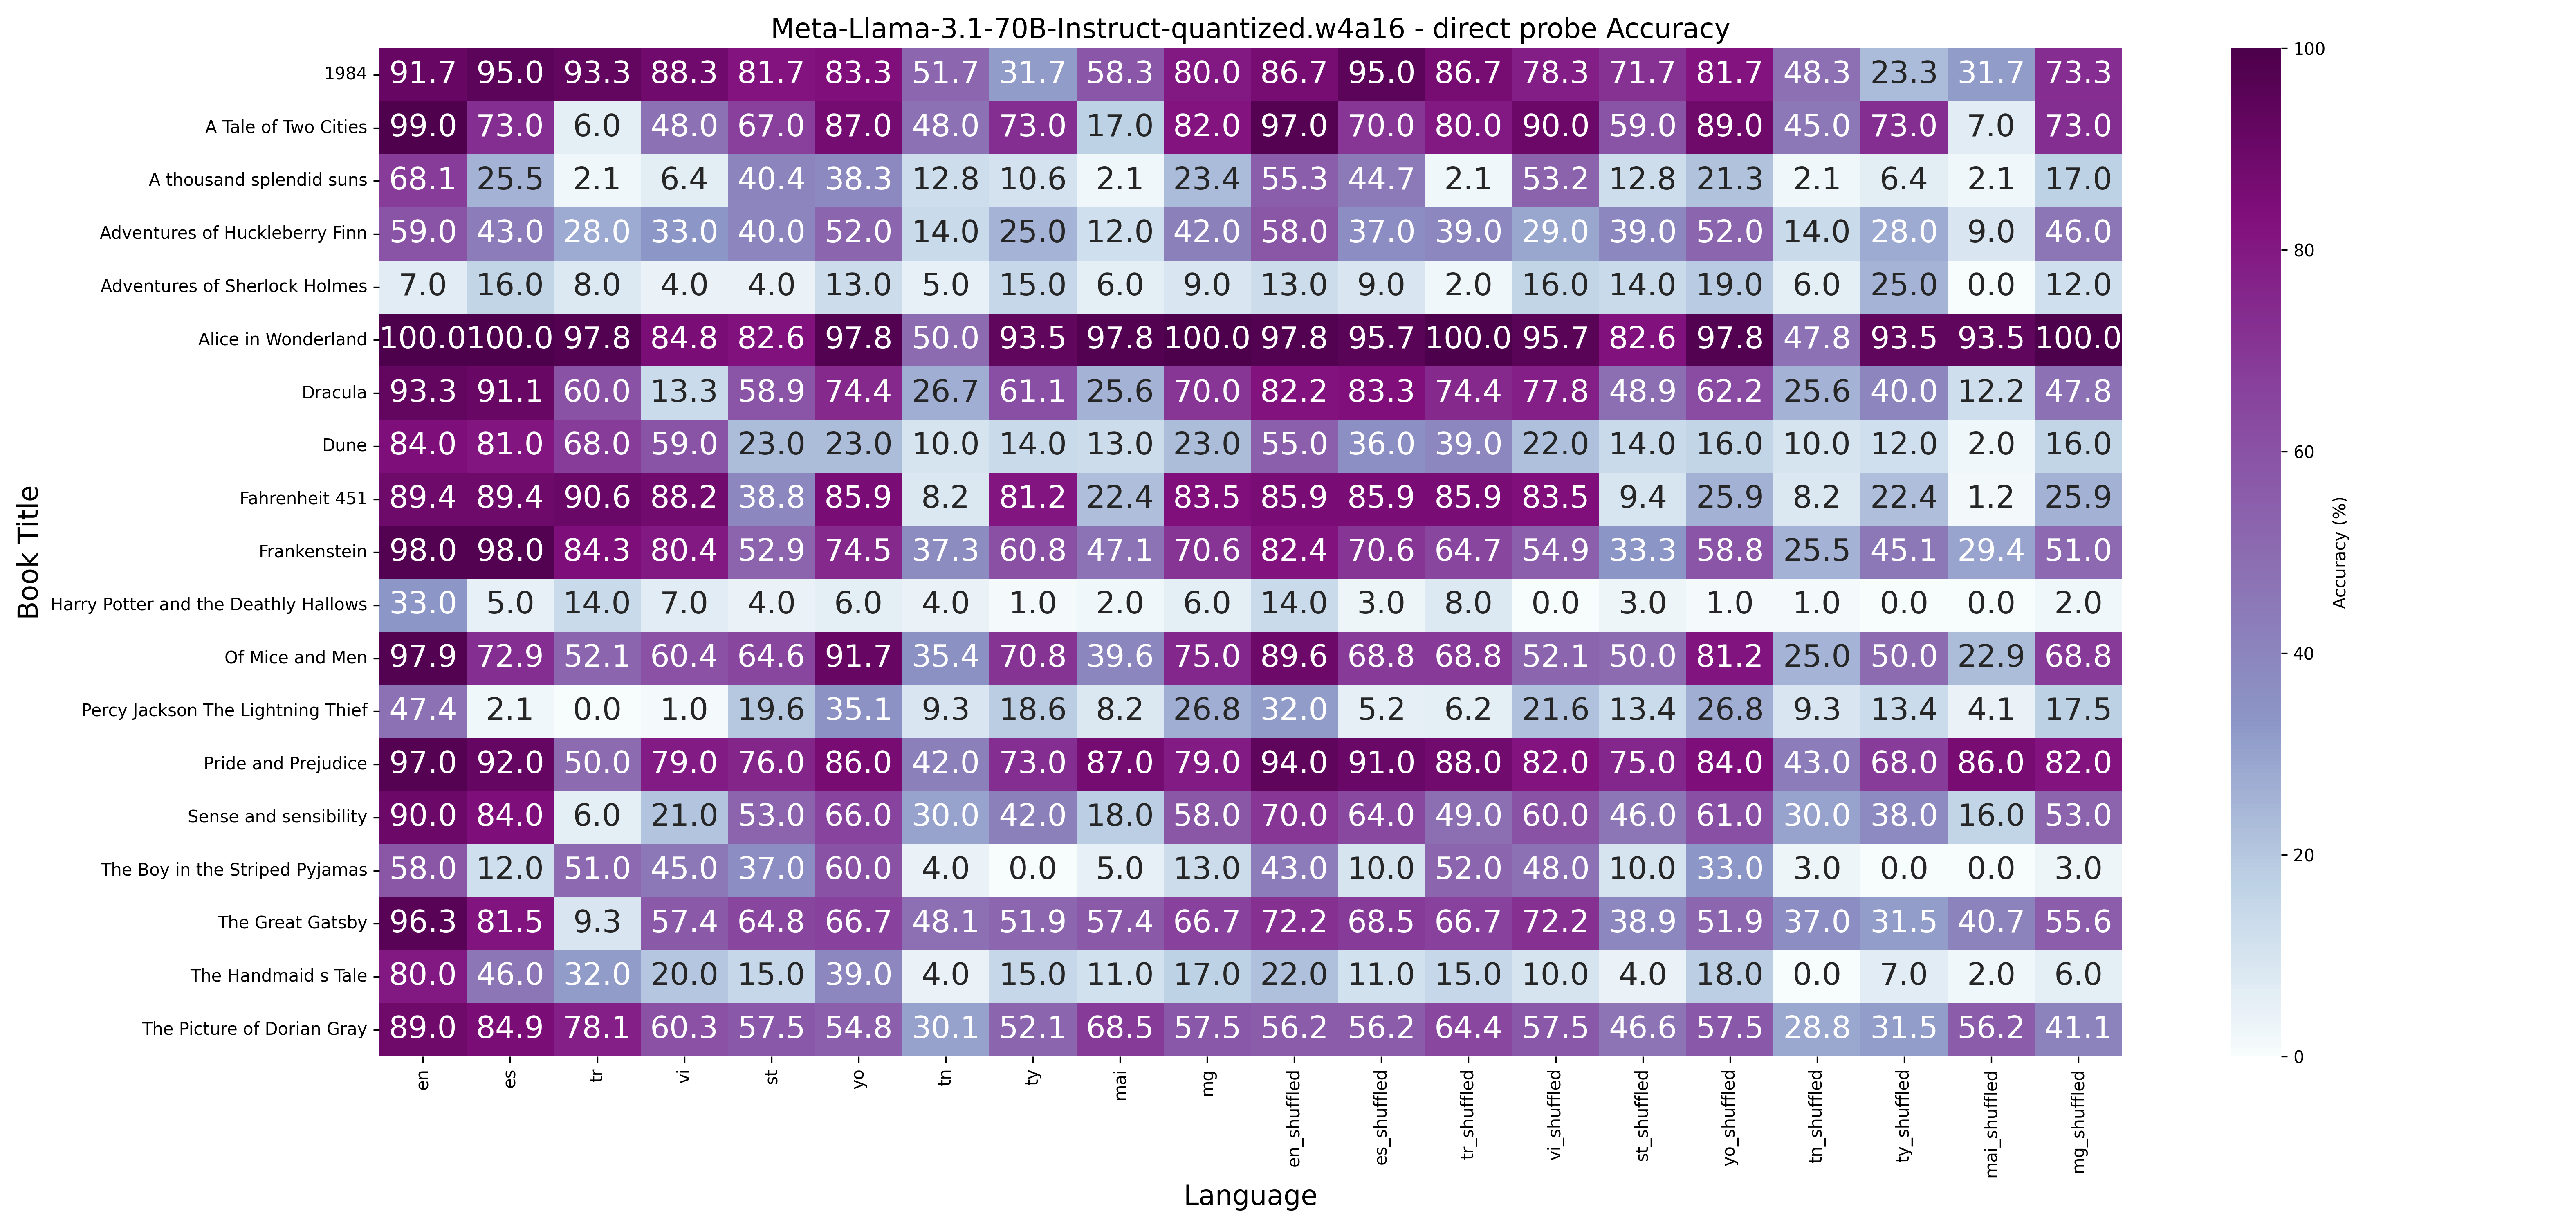 Meta-Llama-3.1-70B-Instruct-quantized.w4a16 - direct probe Accuracy
Book Title
1984 91.7 95.0 93.3 88.3 81.7 83.3 51.7 31.7 58.3 80.0 86.7 95.0 86.7 78.3 71.7 81.7 48.3 23.3 31.7 73.3
A Tale of Two Cities 99.0 73.0 6.0 48.0 67.0 87.0 48.0 73.0 17.0 82.0 97.0 70.0 80.0 90.0 59.0 89.0 45.0 73.0 7.0 73.0
A thousand splendid suns 68.1 25.5 2.1 6.4 40.4 38.3 12.8 10.6 2.1 23.4 55.3 44.7 2.1 53.2 12.8 21.3 2.1 6.4 2.1 17.0
Adventures of Huckleberry Finn 59.0 43.0 28.0 33.0 40.0 52.0 14.0 25.0 12.0 42.0 58.0 37.0 39.0 29.0 39.0 52.0 14.0 28.0 9.0 46.0
Adventures of Sherlock Holmes 7.0 16.0 8.0 4.0 4.0 13.0 5.0 15.0 6.0 9.0 13.0 9.0 2.0 16.0 14.0 19.0 6.0 25.0 0.0 12.0
Alice in Wonderland 100.0 100.0 97.8 84.8 82.6 97.8 50.0 93.5 97.8 100.0 97.8 95.7 100.0 95.7 82.6 97.8 47.8 93.5 93.5 100.0
Dracula 93.3 91.1 60.0 13.3 58.9 74.4 26.7 61.1 25.6 70.0 82.2 83.3 74.4 77.8 48.9 62.2 25.6 40.0 12.2 47.8
Dune 84.0 81.0 68.0 59.0 23.0 23.0 10.0 14.0 13.0 23.0 55.0 36.0 39.0 22.0 14.0 16.0 10.0 12.0 2.0 16.0
Fahrenheit 451 89.4 89.4 90.6 88.2 38.8 85.9 8.2 81.2 22.4 83.5 85.9 85.9 85.9 83.5 9.4 25.9 8.2 22.4 1.2 25.9
Frankenstein 98.0 98.0 84.3 80.4 52.9 74.5 37.3 60.8 47.1 70.6 82.4 70.6 64.7 54.9 33.3 58.8 25.5 45.1 29.4 51.0
Harry Potter and the Deathly Hallows 33.0 5.0 14.0 7.0 4.0 6.0 4.0 1.0 2.0 6.0 14.0 3.0 8.0 0.0 3.0 1.0 1.0 0.0 0.0 2.0
Of Mice and Men 97.9 72.9 52.1 60.4 64.6 91.7 35.4 70.8 39.6 75.0 89.6 68.8 68.8 52.1 50.0 81.2 25.0 50.0 22.9 68.8
Percy Jackson The Lightning Thief 47.4 2.1 0.0 1.0 19.6 35.1 9.3 18.6 8.2 26.8 32.0 5.2 6.2 21.6 13.4 26.8 9.3 13.4 4.1 17.5
Pride and Prejudice 97.0 92.0 50.0 79.0 76.0 86.0 42.0 73.0 87.0 79.0 94.0 91.0 88.0 82.0 75.0 84.0 43.0 68.0 86.0 82.0
Sense and sensibility 90.0 84.0 6.0 21.0 53.0 66.0 30.0 42.0 18.0 58.0 70.0 64.0 49.0 60.0 46.0 61.0 30.0 38.0 16.0 53.0
The Boy in the Striped Pyjamas 58.0 12.0 51.0 45.0 37.0 60.0 4.0 0.0 5.0 13.0 43.0 10.0 52.0 48.0 10.0 33.0 3.0 0.0 0.0 3.0
The Great Gatsby 96.3 81.5 9.3 57.4 64.8 66.7 48.1 51.9 57.4 66.7 72.2 68.5 66.7 72.2 38.9 51.9 37.0 31.5 40.7 55.6
The Handmaid s Tale 80.0 46.0 32.0 20.0 15.0 39.0 4.0 15.0 11.0 17.0 22.0 11.0 15.0 10.0 4.0 18.0 0.0 7.0 2.0 6.0
The Picture of Dorian Gray 89.0 84.9 78.1 60.3 57.5 54.8 30.1 52.1 68.5 57.5 56.2 56.2 64.4 57.5 46.6 57.5 28.8 31.5 56.2 41.1
en es tr vi st yo tn ty mai mg en_shuffled es_shuffled tr_shuffled vi_shuffled st_shuffled yo_shuffled tn_shuffled ty_shuffled mai_shuffled mg_shuffled
Language
100
80
60
40
20
0
Accuracy (%)